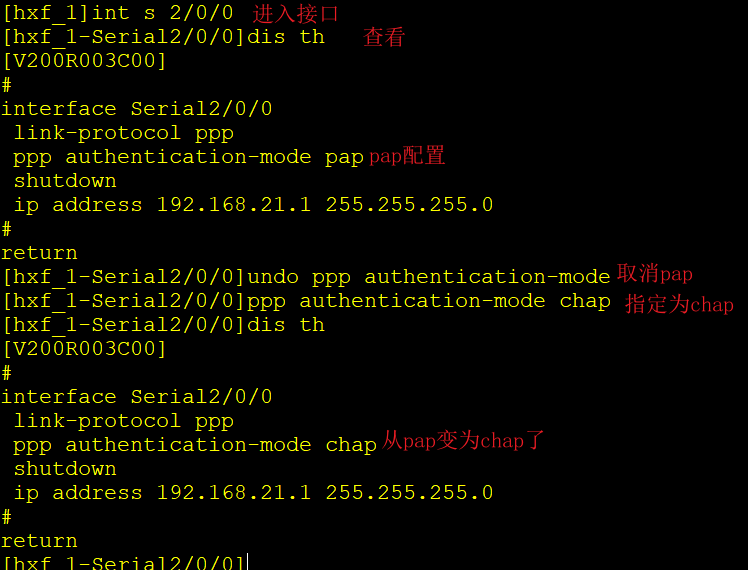 [hxf_1]int s 2/0/0 进入接口
[hxf_1-Serial2/0/0]dis th 查看
[V200R003C00]
#
interface Serial2/0/0
 link-protocol ppp
 ppp authentication-mode pap pap配置
 shutdown
 ip address 192.168.21.1 255.255.255.0
#
return
[hxf_1-Serial2/0/0]undo ppp authentication-mode 取消pap
[hxf_1-Serial2/0/0]ppp authentication-mode chap 指定为chap
[hxf_1-Serial2/0/0]dis th
[V200R003C00]
#
interface Serial2/0/0
 link-protocol ppp
 ppp authentication-mode chap 从pap变为chap了
 shutdown
 ip address 192.168.21.1 255.255.255.0
#
return
[hxf_1-Serial2/0/0]